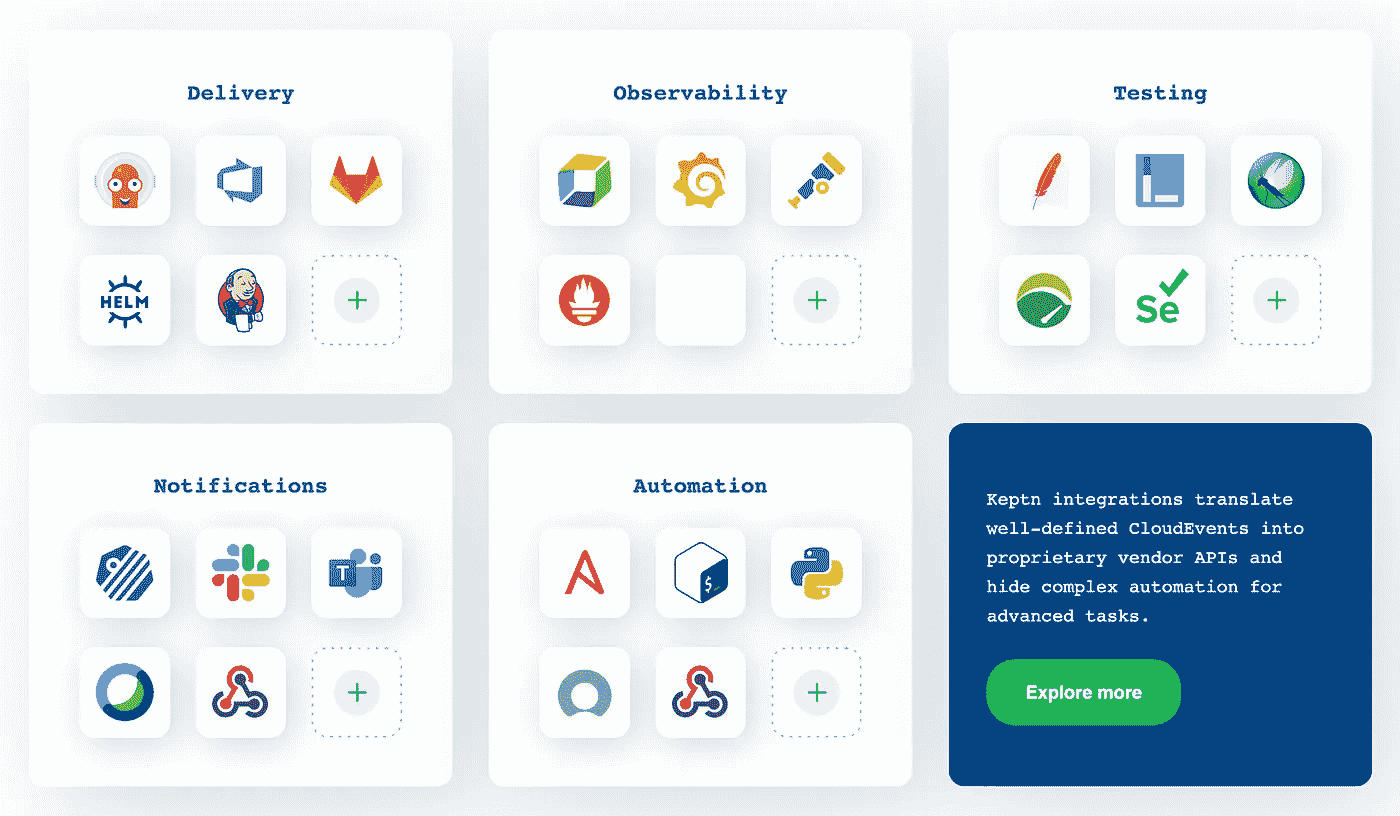 Delivery
Observability
Testing
HELM
Se
Notifications
Automation
T
$_
Keptn integrations translate
well-defined CloudEvents into
proprietary vendor APIs and
hide complex automation for
advanced tasks.
Explore more